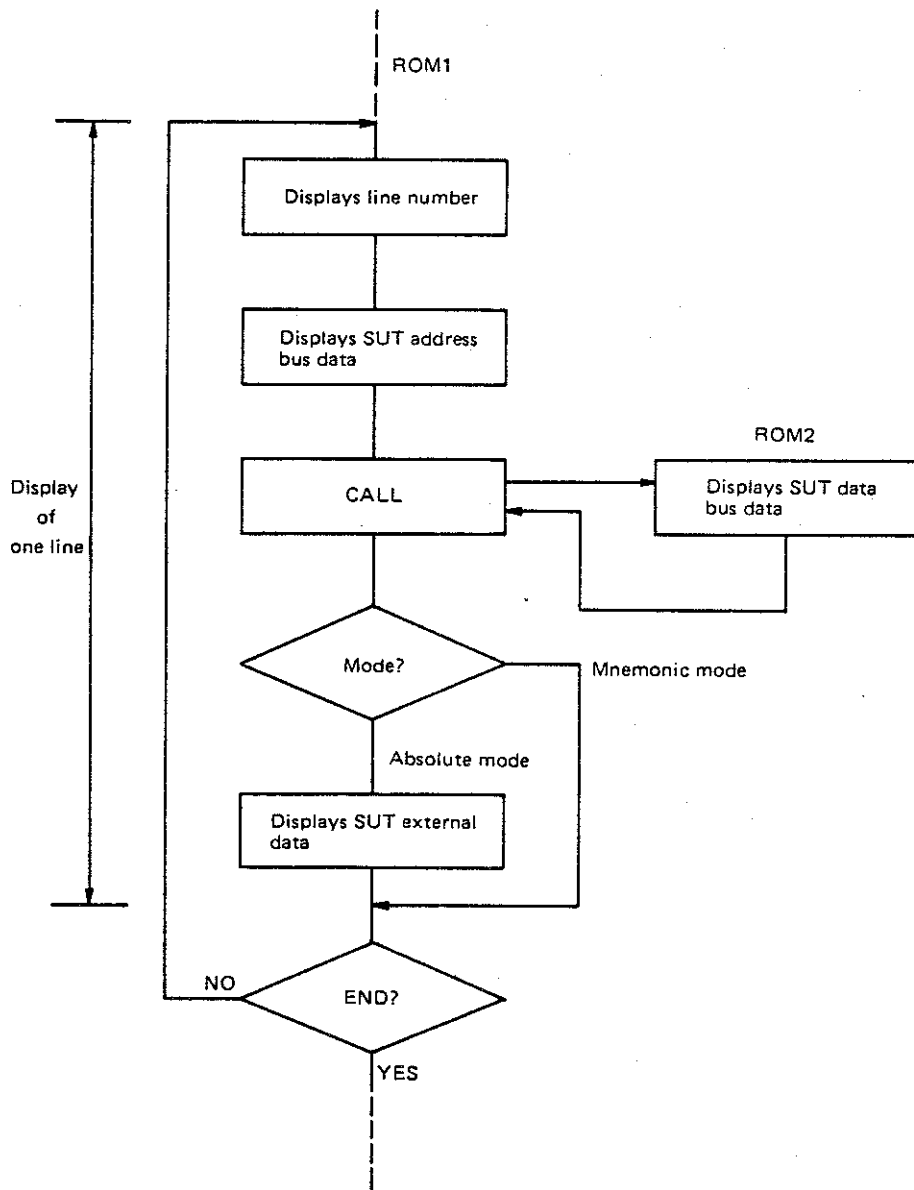 ROM1
Displays line number
Displays SUT address
bus data
ROM2
CALL
Displays SUT data
bus data
Display
of
one line
Mode?
Mnemonic mode
Absolute mode
Displays SUT external
data
NO
END?
YES